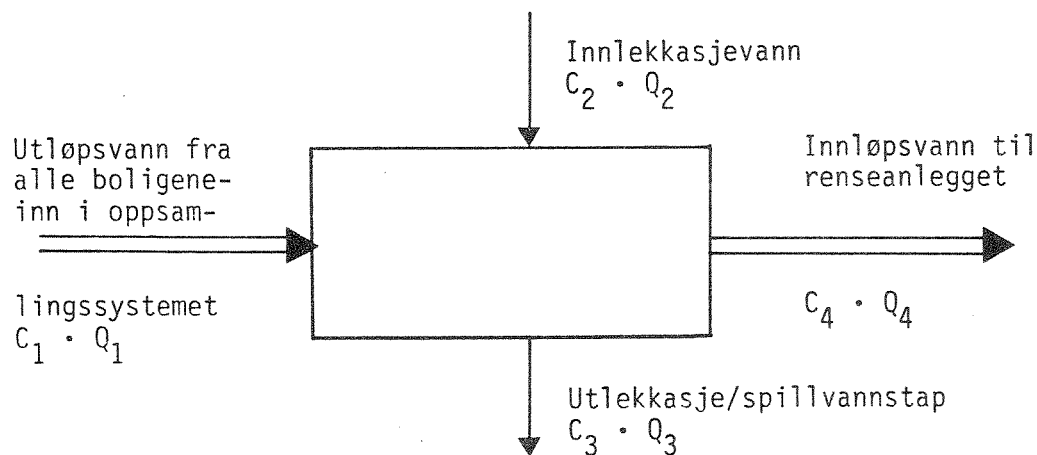 Innlekkasjevann
C₂ · Q₂
Utløpsvann fra
alle boligene-
inn i oppsam-
lingssystemet
C₁ · Q₁
Innløpsvann til
renseanlegget
C₄ · Q₄
Utlekkasje/spillvannstap
C₃ · Q₃